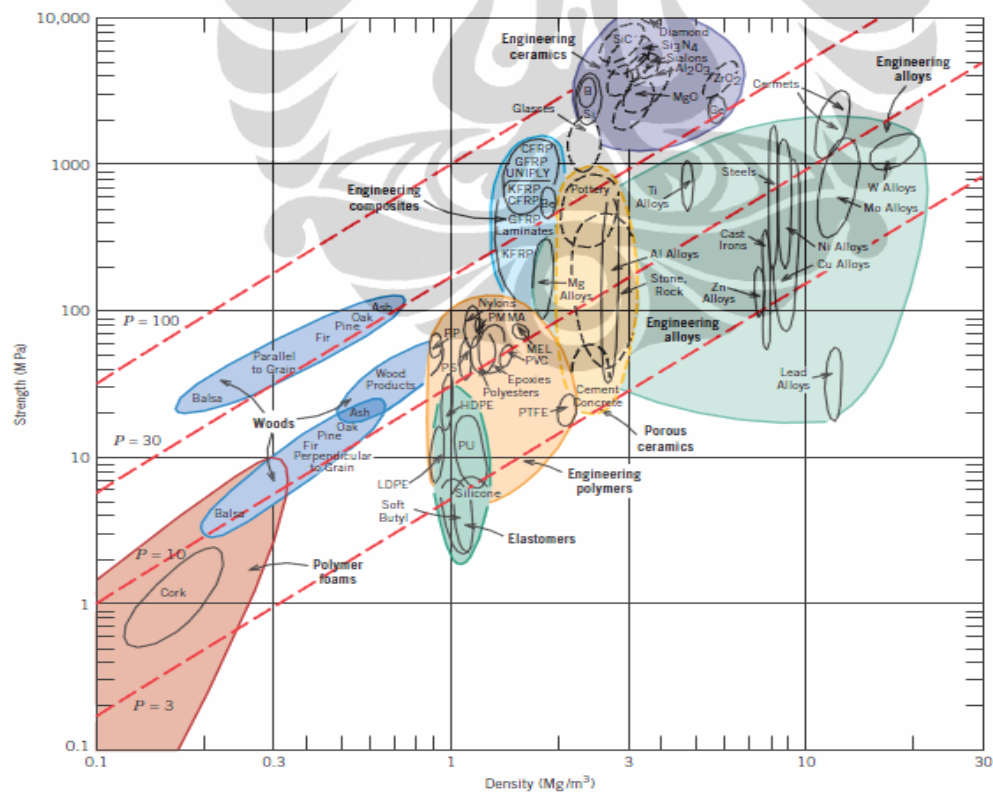 10,000
1000
100
10
1
0.1
Strength (MPa)
0.1
0.3
1
3
10
30
Density (Mg/m³)
Engineering
ceramics
SiC
Diamond
Si3N4
Sialons
Al2O3
ZrO2
MgO
B
Si
Ge
Glasses
Cermets
Engineering
alloys
CFRP
GFRP
UNIPLY
KFRP
CFRP
Be
GFRP
Laminates
KFRP
Engineering
composites
Pottery
Ti
Alloys
Steels
W Alloys
Mo Alloys
Cast
Irons
Ni Alloys
Cu Alloys
Al Alloys
Stone,
Rock
Zn
Alloys
Mg
Alloys
Engineering
alloys
Lead
Alloys
P = 100
Ash
Oak
Pine
Fir
Parallel
to Grain
Balsa
Wood
Products
Woods
Ash
Oak
Pine
Fir
Perpendicular
to Grain
Balsa
P = 30
Nylons
PMMA
PP
PS
MEL
PVC
Epoxies
Polyesters
HDPE
PTFE
Cement
Concrete
Porous
ceramics
PU
LDPE
Engineering
polymers
Silicone
Soft
Butyl
Elastomers
P = 10
Polymer
foams
Cork
P = 3